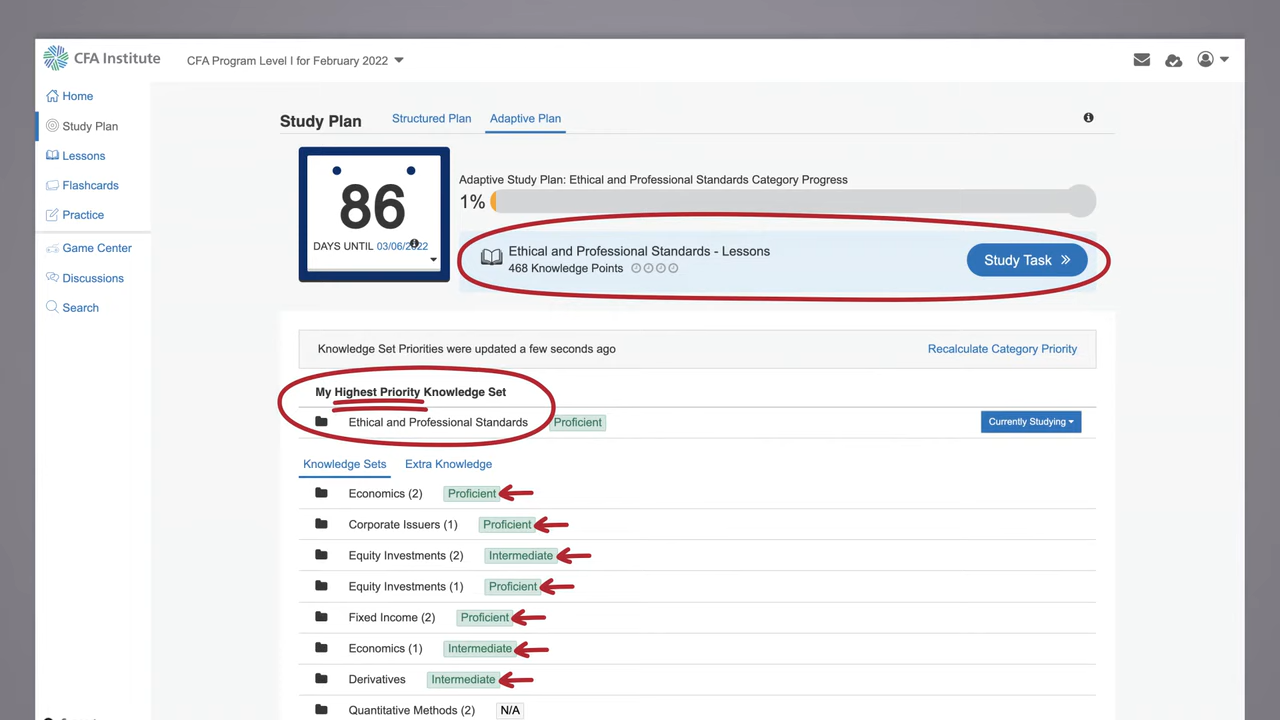 CFA Institute
CFA Program Level I for February 2022
Home
Study Plan
Lessons
Flashcards
Practice
Game Center
Discussions
Search
Study Plan
Structured Plan
Adaptive Plan
86
DAYS UNTIL 03/06/2022
Adaptive Study Plan: Ethical and Professional Standards Category Progress
1%
Ethical and Professional Standards - Lessons
468 Knowledge Points
Study Task
Knowledge Set Priorities were updated a few seconds ago
Recalculate Category Priority
My Highest Priority Knowledge Set
Ethical and Professional Standards Proficient
Currently Studying
Knowledge Sets
Extra Knowledge
Economics (2) Proficient
Corporate Issuers (1) Proficient
Equity Investments (2) Intermediate
Equity Investments (1) Proficient
Fixed Income (2) Proficient
Economics (1) Intermediate
Derivatives Intermediate
Quantitative Methods (2) N/A